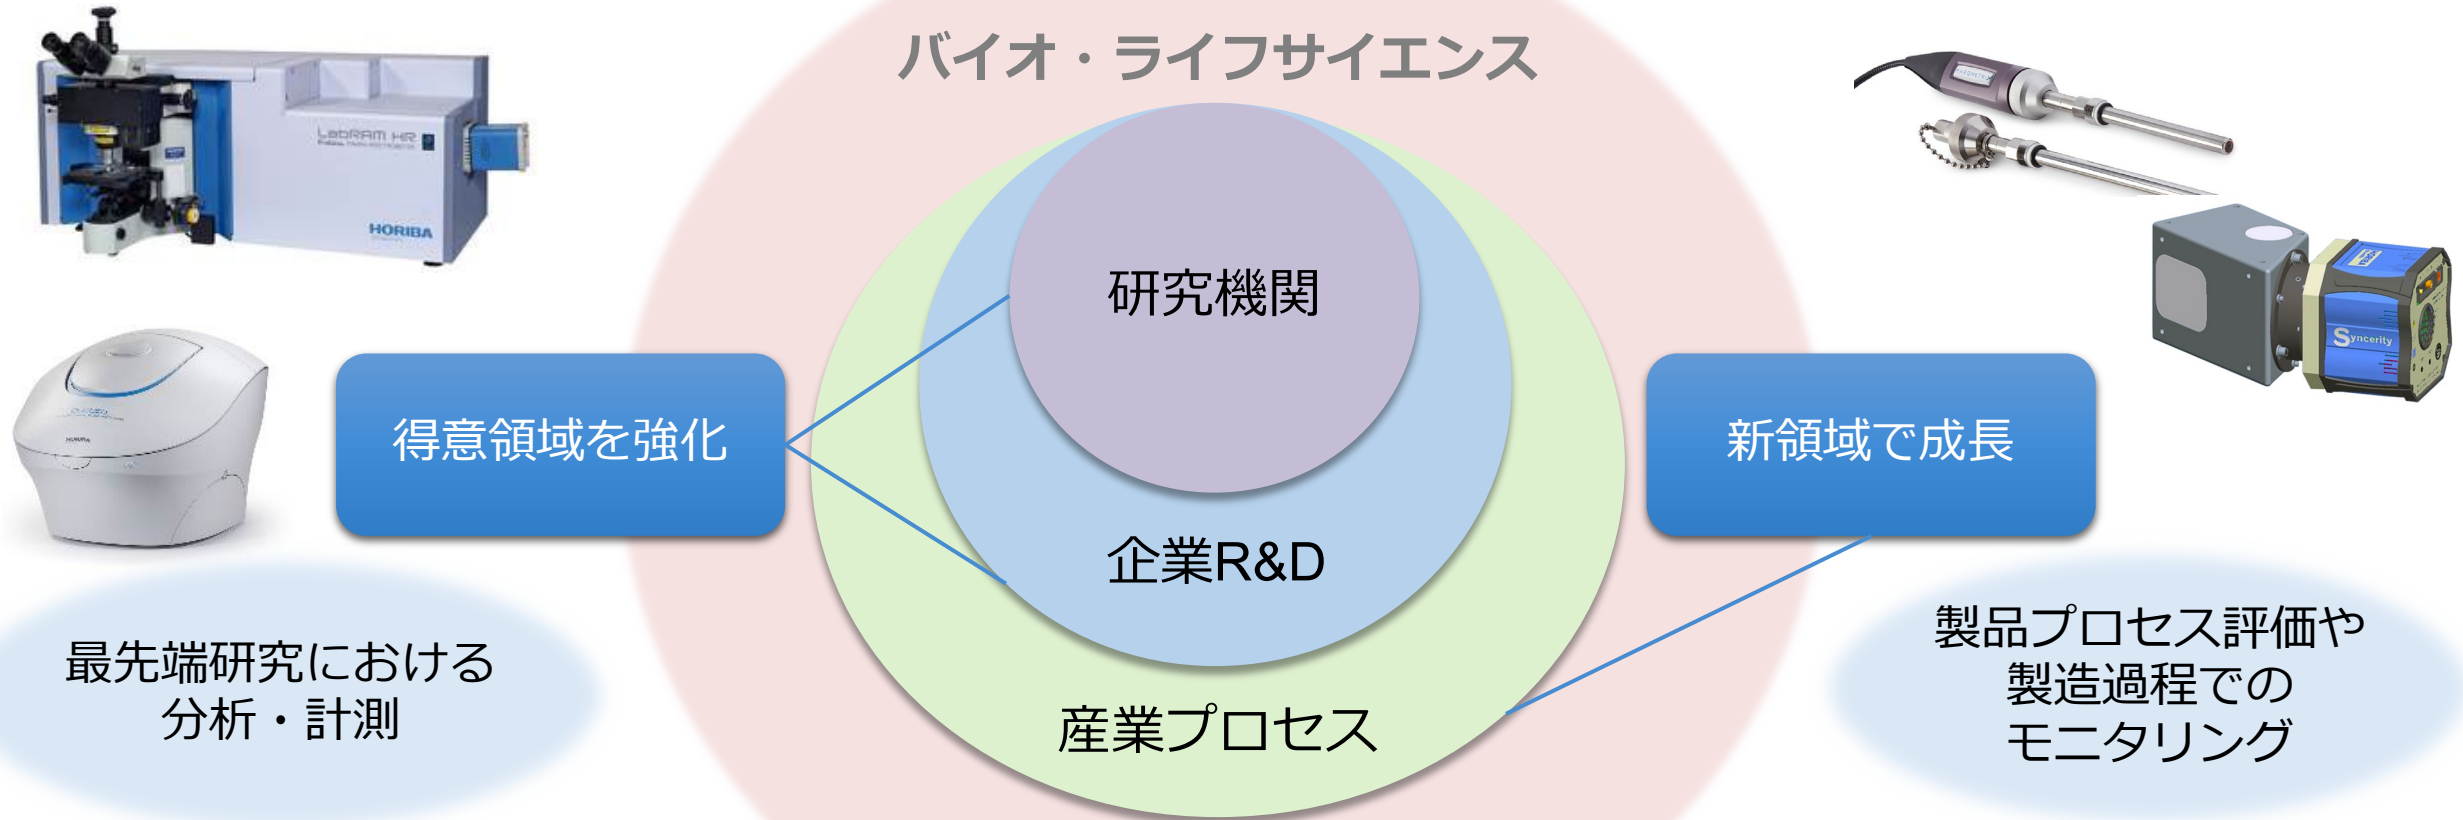 バイオ・ライフサイエンス
LabRAM HR
HORIBA
研究機関
Syncerity
得意領域を強化
新領域で成長
企業R&D
最先端研究における
分析・計測
産業プロセス
製品プロセス評価や
製造過程での
モニタリング